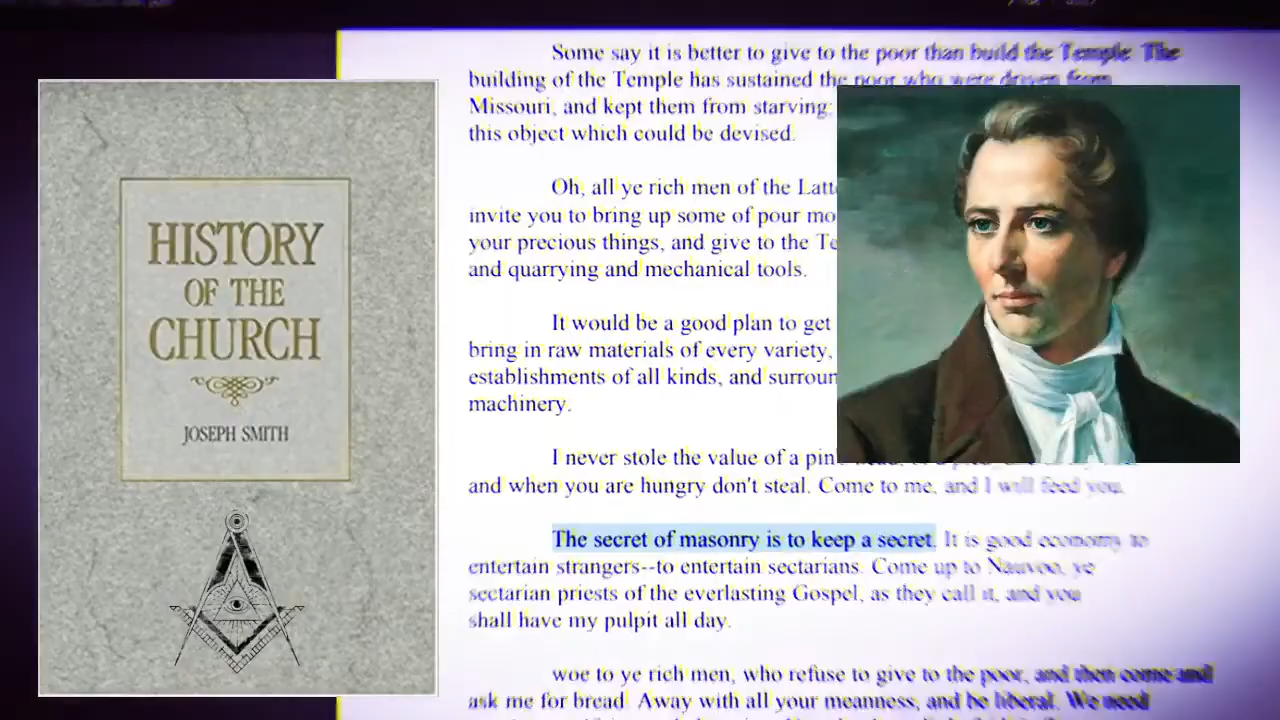 HISTORY
OF THE
CHURCH
JOSEPH SMITH
Some say it is better to give to the poor than build the Temple. The
building of the Temple has sustained the poor who were driven from
Missouri, and kept them from starving;
this object which could be devised.
Oh, all ye rich men of the Latt
invite you to bring up some of pour mo
your precious things, and give to the Te
and quarrying and mechanical tools.
It would be a good plan to get
bring in raw materials of every variety,
establishments of all kinds, and surroun
machinery.
I never stole the value of a pin
and when you are hungry don't steal. Come to me, and I will feed you.
The secret of masonry is to keep a secret. It is good economy to
entertain strangers--to entertain sectarians. Come up to Nauvoo, ye
sectarian priests of the everlasting Gospel, as they call it, and you
shall have my pulpit all day.
woe to ye rich men, who refuse to give to the poor, and then come and
ask me for bread. Away with all your meanness, and be liberal. We need